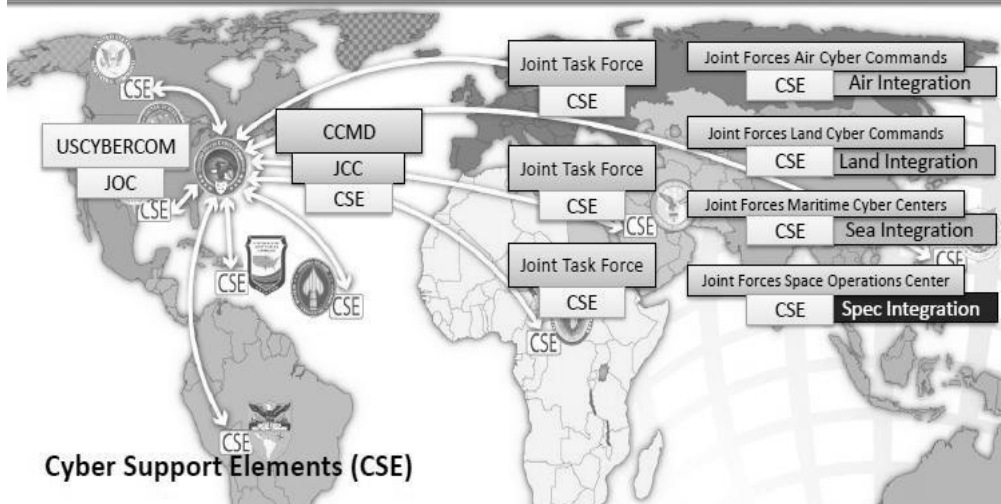 CSE
USCYBERCOM
JOC
CSE
CCMD
JCC
CSE
CSE
CSE
CSE
Joint Task Force
CSE
Joint Task Force
CSE
CSE
Joint Task Force
CSE
CSE
Joint Forces Air Cyber Commands
CSE
Air Integration
Joint Forces Land Cyber Commands
CSE
Land Integration
Joint Forces Maritime Cyber Centers
CSE
Sea Integration
CSE
Joint Forces Space Operations Center
CSE
Spec Integration
Cyber Support Elements (CSE)